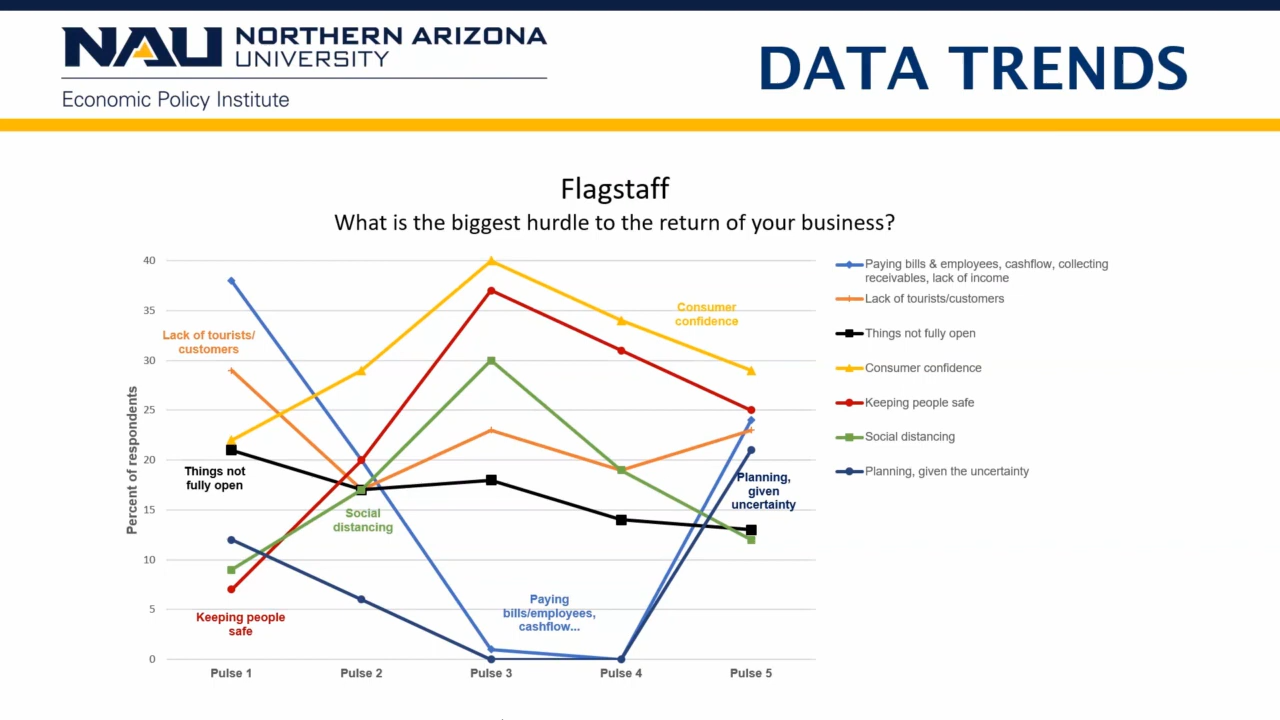 NAU NORTHERN ARIZONA
UNIVERSITY
Economic Policy Institute
DATA TRENDS
Flagstaff
What is the biggest hurdle to the return of your business?
Percent of respondents
40
35
30
25
20
15
10
5
0
Pulse 1
Pulse 2
Pulse 3
Pulse 4
Pulse 5
Lack of tourists/
customers
Things not
fully open
Keeping people
safe
Social
distancing
Paying
bills/employees,
cashflow...
Consumer
confidence
Planning,
given
uncertainty
Paying bills & employees, cashflow, collecting
receivables, lack of income
Lack of tourists/customers
Things not fully open
Consumer confidence
Keeping people safe
Social distancing
Planning, given the uncertainty